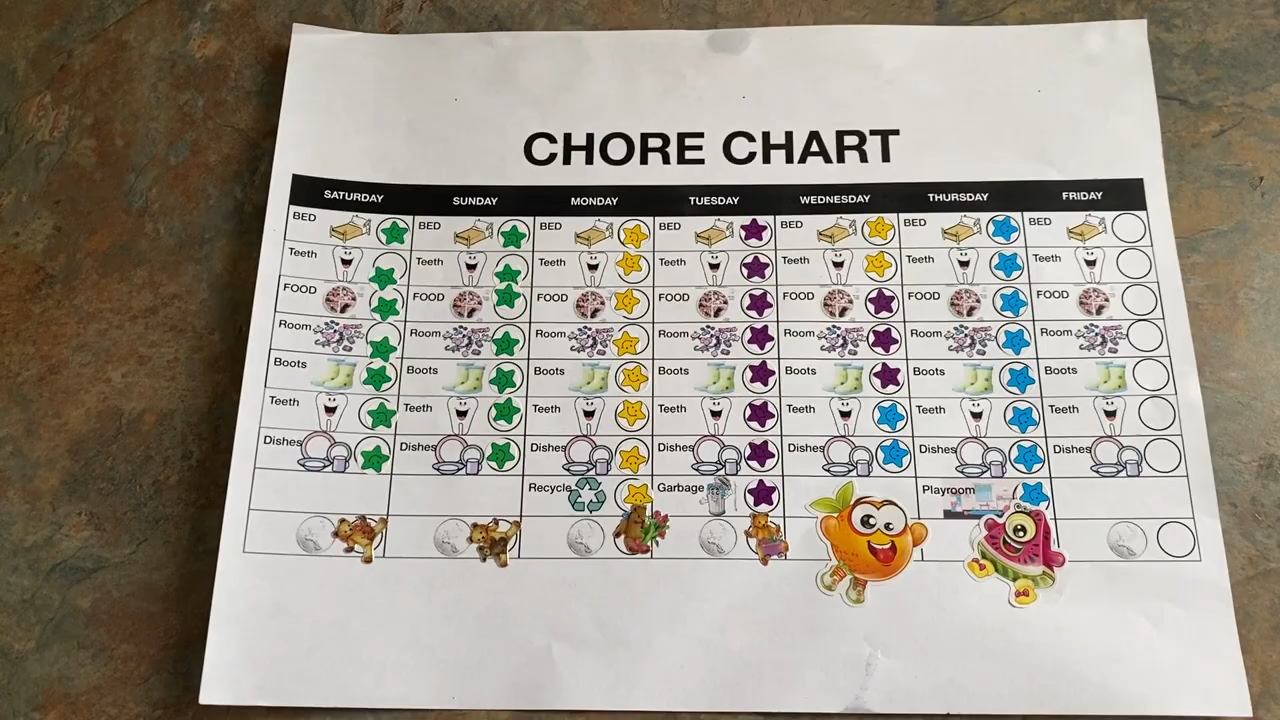 CHORE CHART
SATURDAY SUNDAY MONDAY TUESDAY WEDNESDAY THURSDAY FRIDAY
BED BED BED BED BED BED BED
Teeth Teeth Teeth Teeth Teeth Teeth Teeth
FOOD FOOD FOOD FOOD FOOD FOOD FOOD
Room Room Room Room Room Room Room
Boots Boots Boots Boots Boots Boots Boots
Teeth Teeth Teeth Teeth Teeth Teeth Teeth
Dishes Dishes Dishes Dishes Dishes Dishes Dishes
Recycle Garbage Playroom